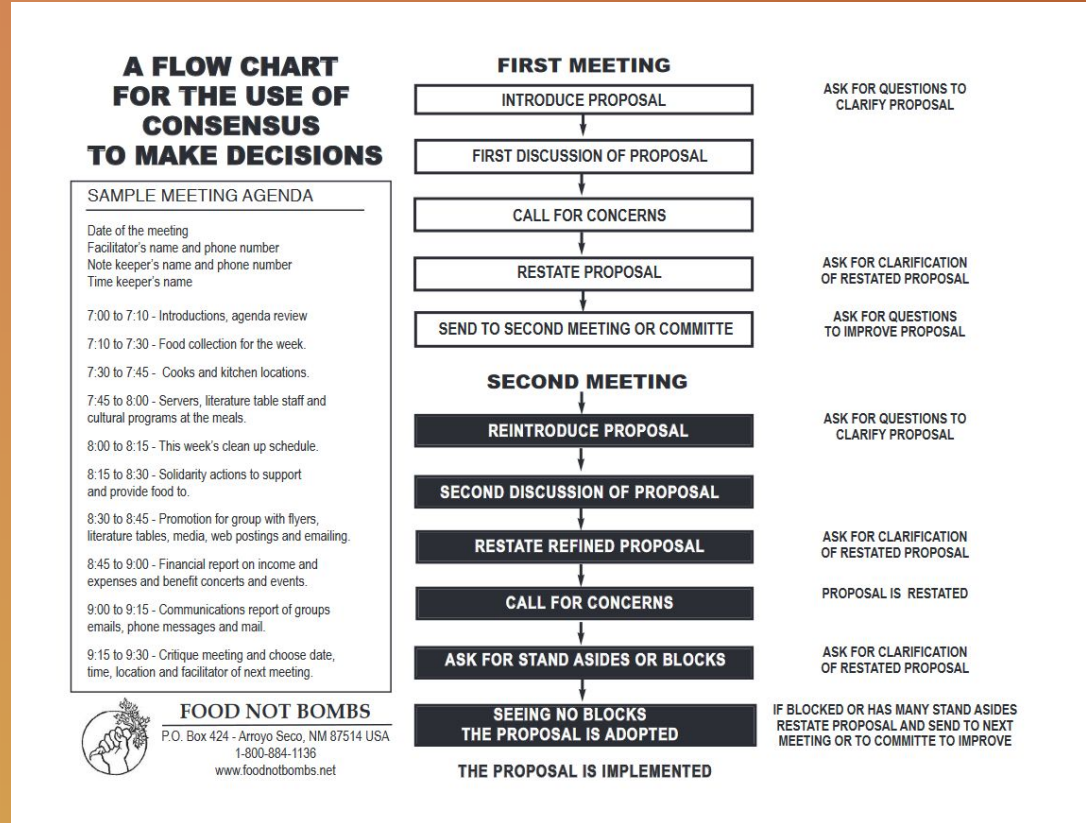 A FLOW CHART
FOR THE USE OF
CONSENSUS
TO MAKE DECISIONS
SAMPLE MEETING AGENDA
Date of the meeting
Facilitator's name and phone number
Note keeper's name and phone number
Time keeper's name
7:00 to 7:10 - Introductions, agenda review
7:10 to 7:30 - Food collection for the week.
7:30 to 7:45 - Cooks and kitchen locations.
7:45 to 8:00 - Servers, literature table staff and
cultural programs at the meals.
8:00 to 8:15 - This week's clean up schedule.
8:15 to 8:30 - Solidarity actions to support
and provide food to.
8:30 to 8:45 - Promotion for group with flyers,
literature tables, media, web postings and emailing.
8:45 to 9:00 - Financial report on income and
expenses and benefit concerts and events.
9:00 to 9:15 - Communications report of groups
emails, phone messages and mail.
9:15 to 9:30 - Critique meeting and choose date,
time, location and facilitator of next meeting.
FOOD NOT BOMBS
P.O. Box 424 - Arroyo Seco, NM 87514 USA
1-800-884-1136
www.foodnotbombs.net
FIRST MEETING
INTRODUCE PROPOSAL
ASK FOR QUESTIONS TO
CLARIFY PROPOSAL
FIRST DISCUSSION OF PROPOSAL
CALL FOR CONCERNS
RESTATE PROPOSAL
ASK FOR CLARIFICATION
OF RESTATED PROPOSAL
SEND TO SECOND MEETING OR COMMITTE
ASK FOR QUESTIONS
TO IMPROVE PROPOSAL
SECOND MEETING
REINTRODUCE PROPOSAL
ASK FOR QUESTIONS TO
CLARIFY PROPOSAL
SECOND DISCUSSION OF PROPOSAL
RESTATE REFINED PROPOSAL
ASK FOR CLARIFICATION
OF RESTATED PROPOSAL
CALL FOR CONCERNS
PROPOSAL IS RESTATED
ASK FOR STAND ASIDES OR BLOCKS
ASK FOR CLARIFICATION
OF RESTATED PROPOSAL
SEEING NO BLOCKS
THE PROPOSAL IS ADOPTED
IF BLOCKED OR HAS MANY STAND ASIDES
RESTATE PROPOSAL AND SEND TO NEXT
MEETING OR TO COMMITTE TO IMPROVE
THE PROPOSAL IS IMPLEMENTED